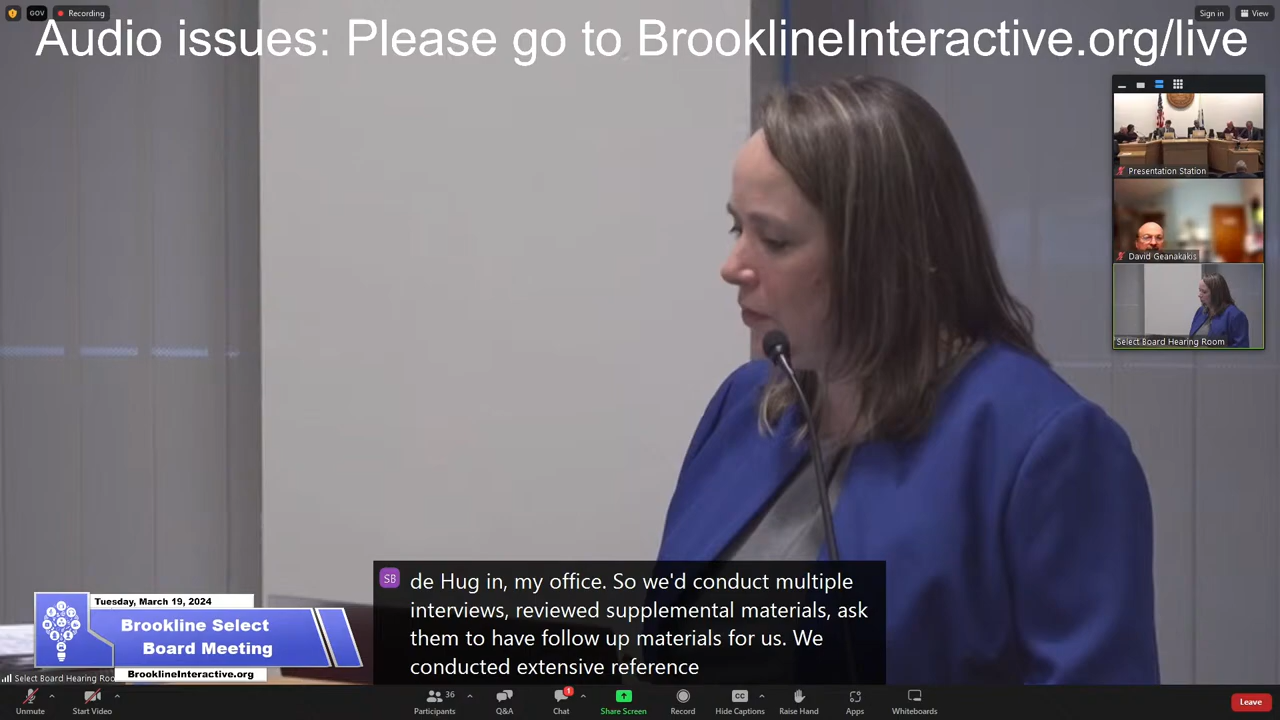 GOV
Recording
Sign in
View
Audio issues: Please go to BrooklineInteractive.org/live
Presentation Station
David Geanakakis
Select Board Hearing Room
SB
de Hug in, my office. So we'd conduct multiple
interviews, reviewed supplemental materials, ask
them to have follow up materials for us. We
conducted extensive reference
Tuesday, March 19, 2024
Brookline Select
Board Meeting
BrooklineInteractive.org
Select Board Hearing Roo
Unmute
Start Video
Participants
36
Q&A
Chat
1
Share Screen
Record
CC
Hide Captions
Raise Hand
Apps
Whiteboards
Leave